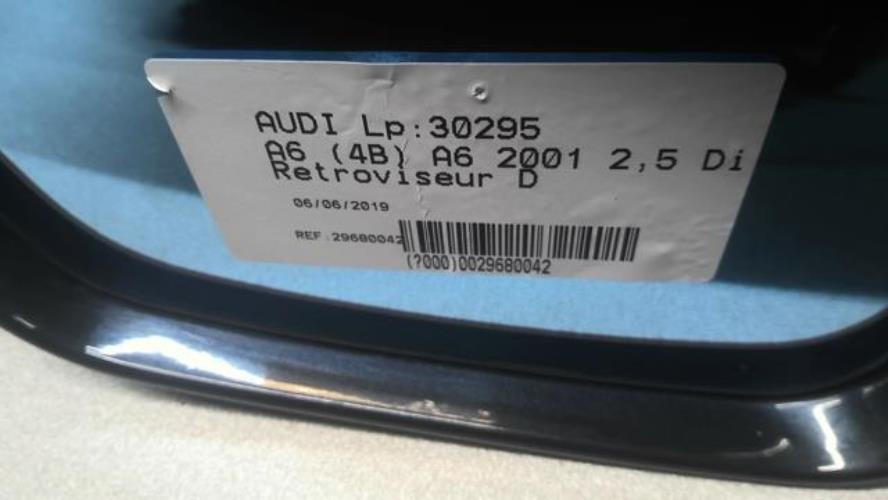 AUDI Lp:30295
A6 (4B) A6 2001 2,5 Di
Retroviseur D
06/06/2019
REF:29680042
(?000)0029680042